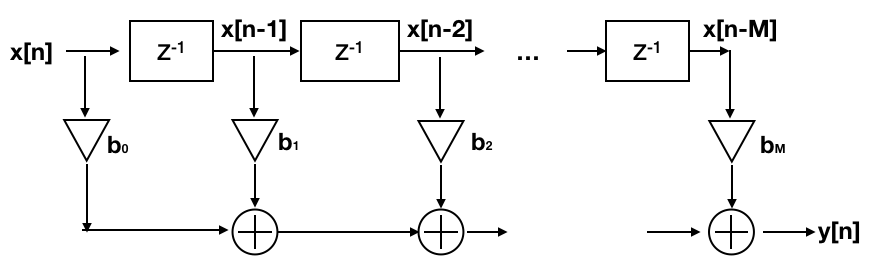 x[n-1] x[n-2] x[n-M]
x[n] Z⁻¹ Z⁻¹ ... Z⁻¹
b₀ b₁ b₂ bM
y[n]